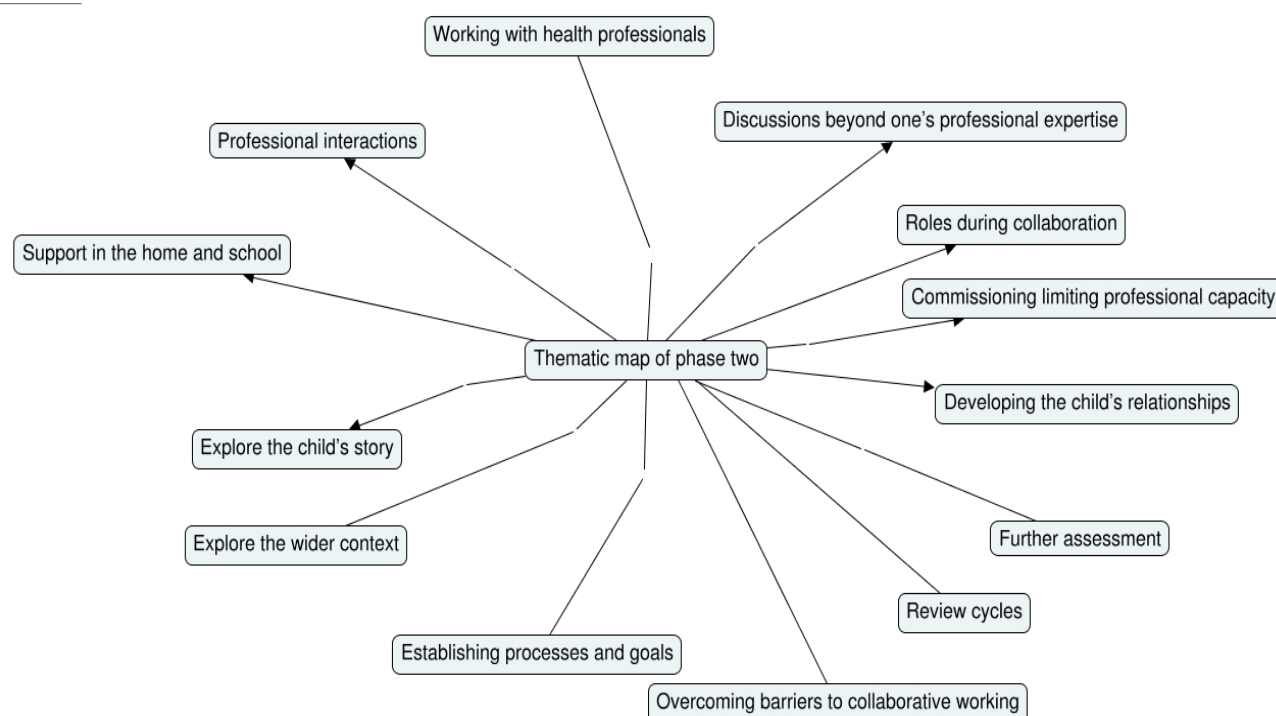 Working with health professionals
Discussions beyond one's professional expertise
Professional interactions
Roles during collaboration
Support in the home and school
Commissioning limiting professional capacity
Thematic map of phase two
Developing the child's relationships
Explore the child's story
Further assessment
Explore the wider context
Review cycles
Establishing processes and goals
Overcoming barriers to collaborative working